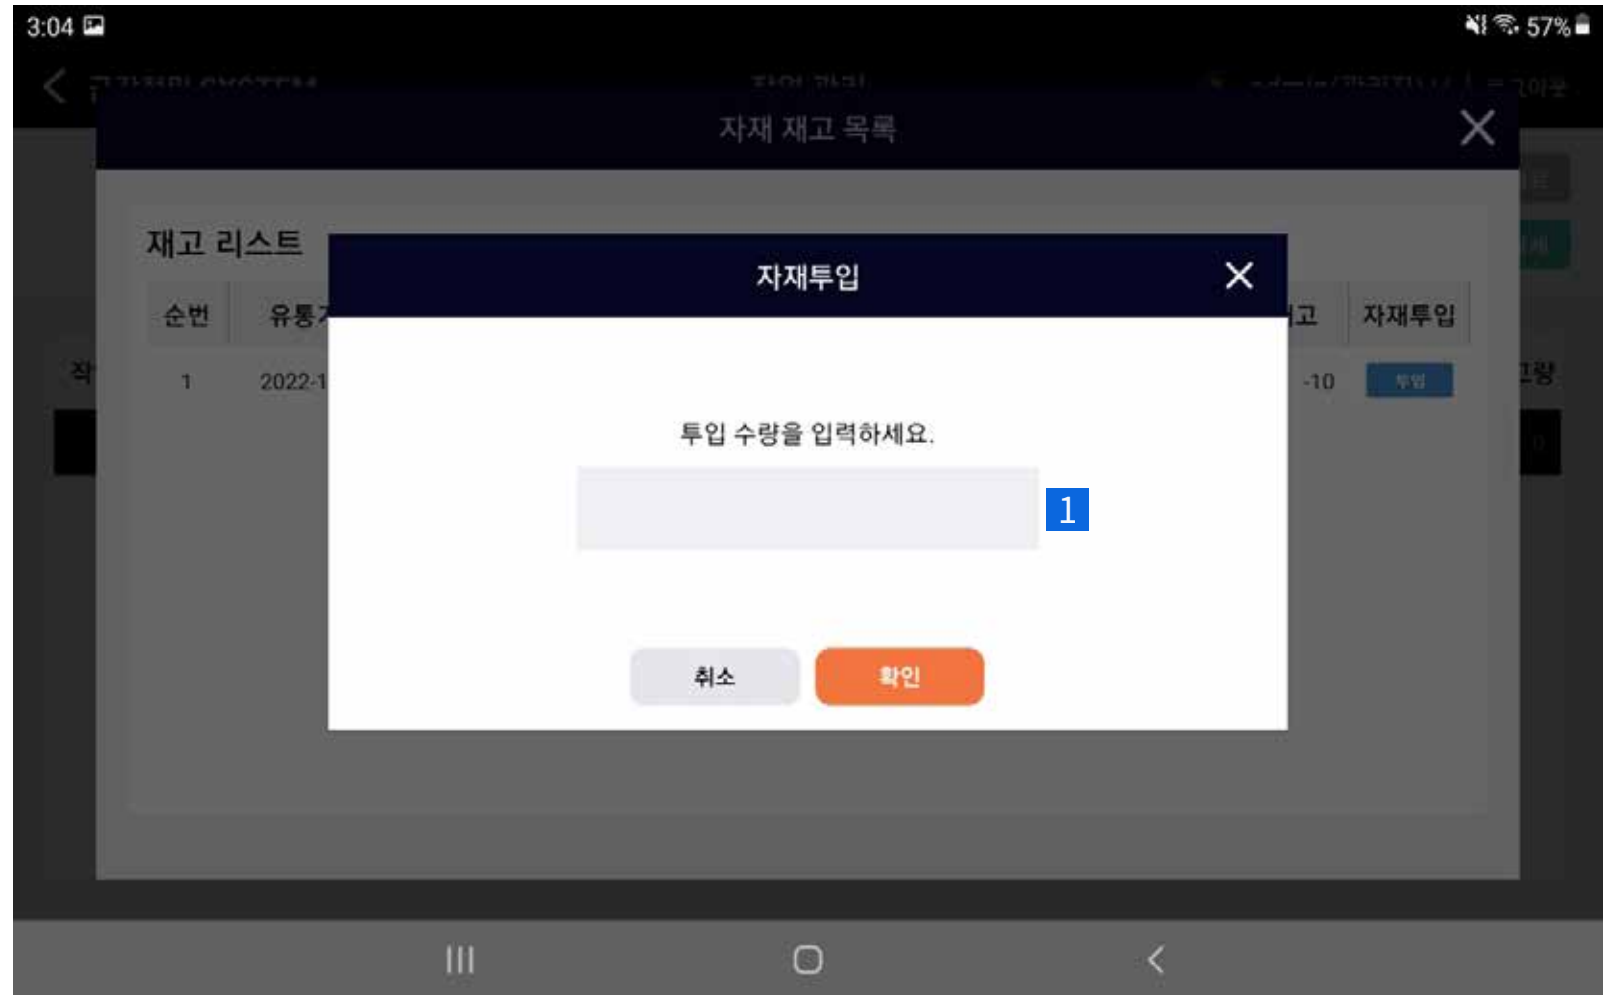 3:04 57%
자재 재고 목록
재고 리스트
자재투입
순번 자재투입
1 -10 투입
투입 수량을 입력하세요.
1
취소 확인